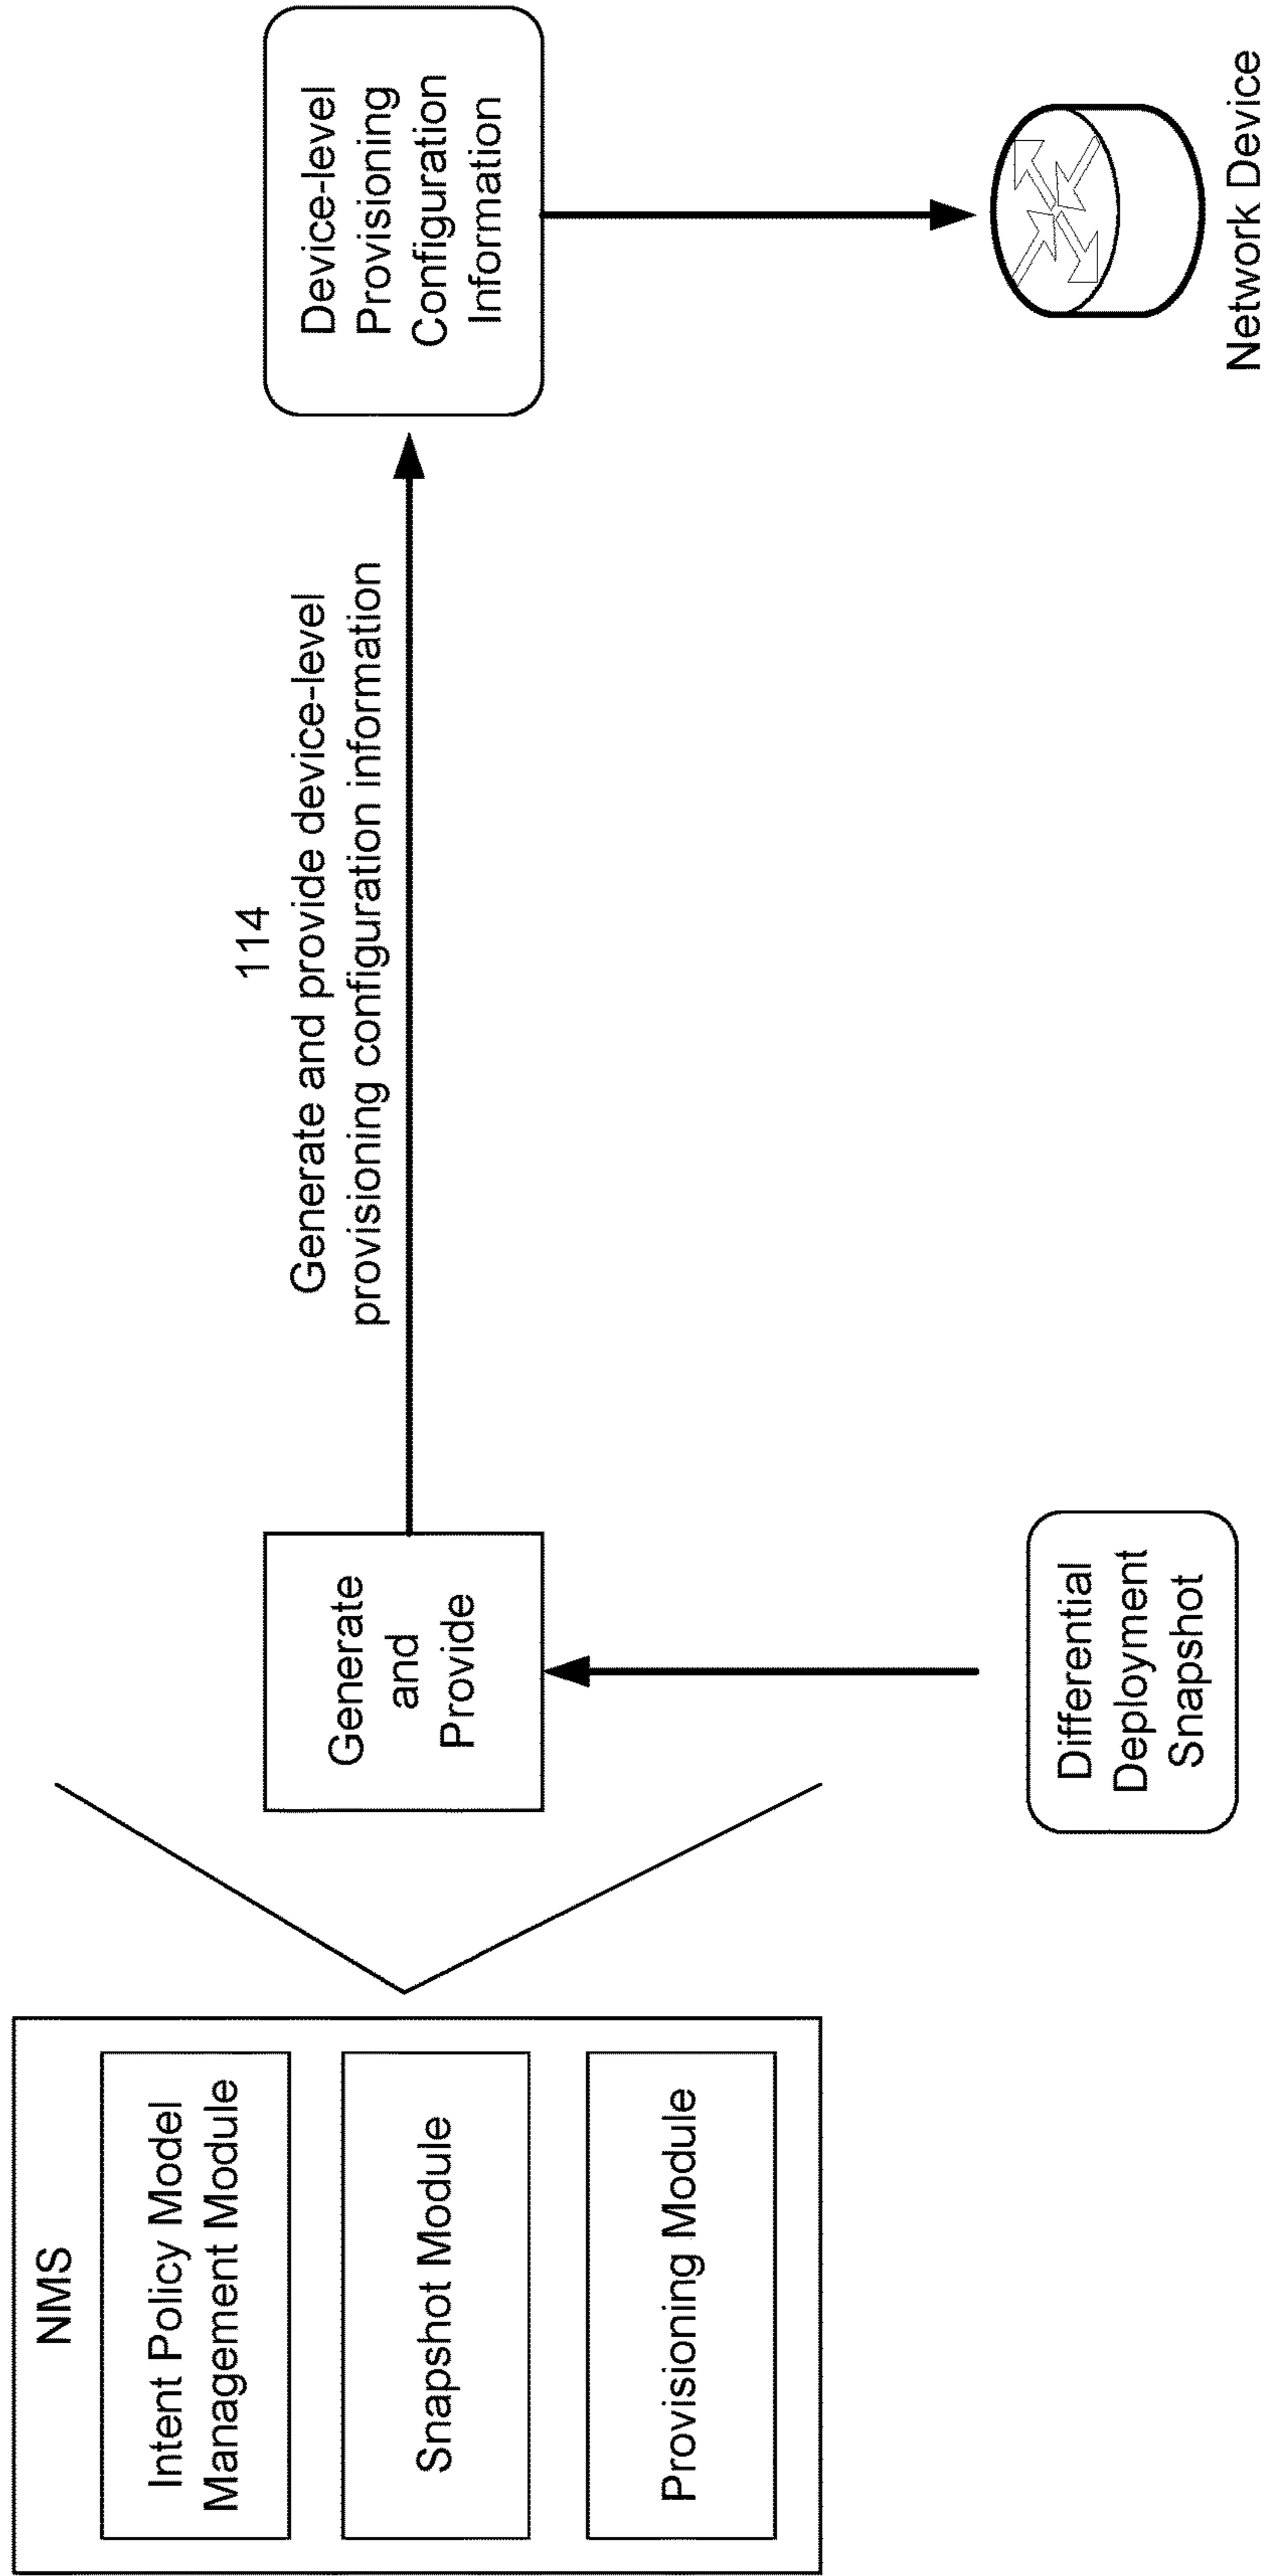 NMS
Intent Policy Model
Management Module
Snapshot Module
Provisioning Module
Generate
and
Provide
Differential
Deployment
Snapshot
114
Generate and provide device-level
provisioning configuration information
Device-level
Provisioning
Configuration
Information
Network Device